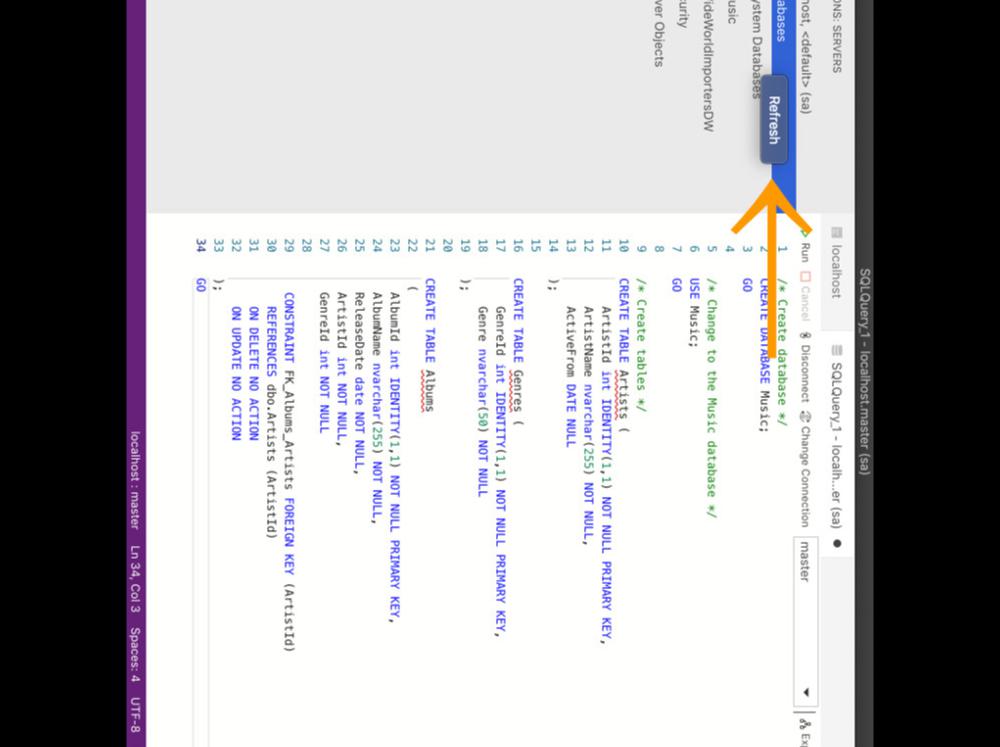 SQLQuery_1 - localhost.master (sa)
ONS: SERVERS
host, <default> (sa)
abases
Refresh
ystem Databases
usic
ideWorldImportersDW
curity
ver Objects
localhost
SQLQuery_1 - localh...er (sa)
Run Cancel Disconnect Change Connection master
1 /* Create database */
2 CREATE DATABASE Music;
3 GO
4
5 /* Change to the Music database */
6 USE Music;
7 GO
8
9 /* Create tables */
10 CREATE TABLE Artists (
11 ArtistId int IDENTITY(1,1) NOT NULL PRIMARY KEY,
12 ArtistName nvarchar(255) NOT NULL,
13 ActiveFrom DATE NULL
14 );
15
16 CREATE TABLE Genres (
17 GenreId int IDENTITY(1,1) NOT NULL PRIMARY KEY,
18 Genre nvarchar(50) NOT NULL
19 );
20
21 CREATE TABLE Albums
22 (
23 AlbumId int IDENTITY(1,1) NOT NULL PRIMARY KEY,
24 AlbumName nvarchar(255) NOT NULL,
25 ReleaseDate date NOT NULL,
26 ArtistId int NOT NULL,
27 GenreId int NOT NULL
28
29 CONSTRAINT FK_Albums_Artists FOREIGN KEY (ArtistId)
30 REFERENCES dbo.Artists (ArtistId)
31 ON DELETE NO ACTION
32 ON UPDATE NO ACTION
33 );
34 GO
localhost : master Ln 34, Col 3 Spaces: 4 UTF-8